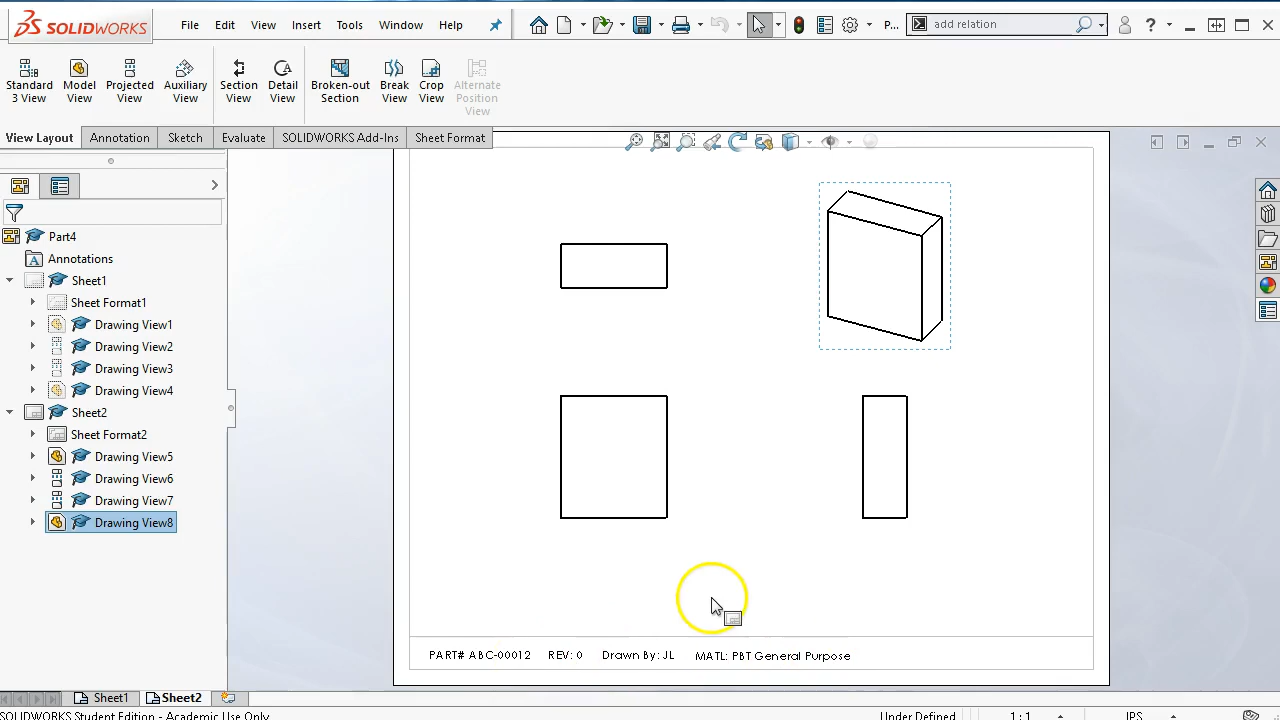 SOLIDWORKS File Edit View Insert Tools Window Help P... add relation ?
Standard 3 View
Model View
Projected View
Auxiliary View
Section View
Detail View
Broken-out Section
Break View
Crop View
Alternate Position View
View Layout Annotation Sketch Evaluate SOLIDWORKS Add-Ins Sheet Format
Part4
A Annotations
Sheet1
Sheet Format1
Drawing View1
Drawing View2
Drawing View3
Drawing View4
Sheet2
Sheet Format2
Drawing View5
Drawing View6
Drawing View7
Drawing View8
PART# ABC-00012 REV: 0 Drawn By: JL MATL: PBT General Purpose
Sheet1 Sheet2
SOLIDWORKS Student Edition - Academic Use Only Under Defined 1 : 1 IPS